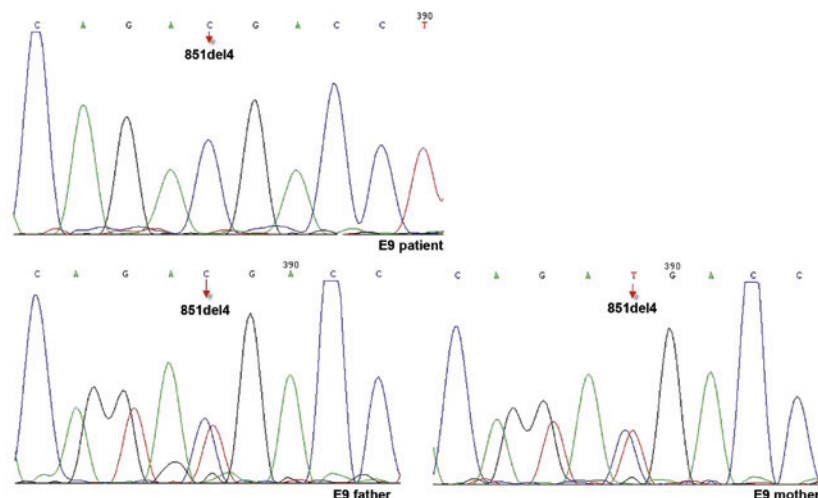 390
C A G A C G A C C T
851del4
E9 patient
390
C A G A C G A C C
851del4
E9 father
390
C A G A T G A C C
851del4
E9 mother